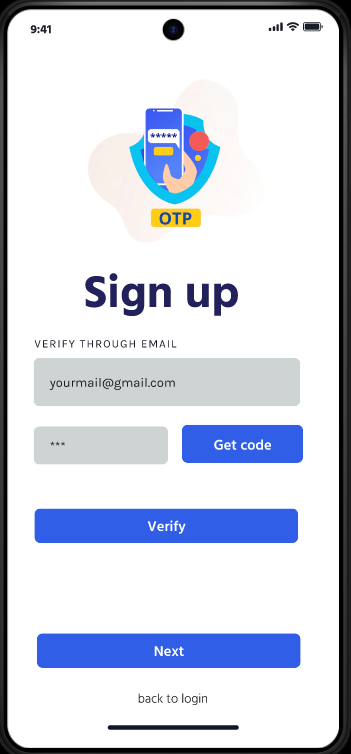 9:41
*****
OTP
Sign up
VERIFY THROUGH EMAIL
yourmail@gmail.com
***
Get code
Verify
Next
back to login